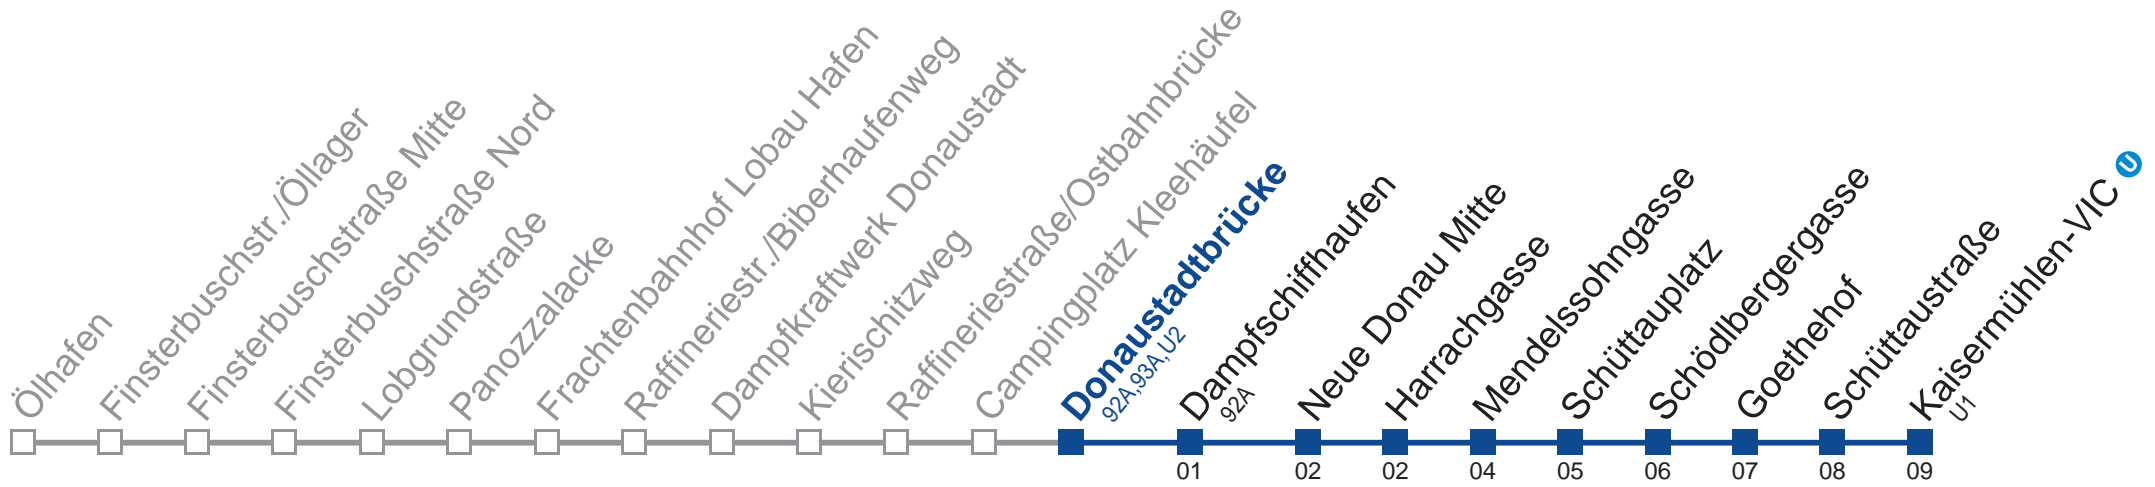 Ölhafen
Finsterbuschstr./Öllager
Finsterbuschstraße Mitte
Finsterbuschstraße Nord
Lobgrundstraße
Panozzalacke
Frachtenbahnhof Lobau Hafen
Raffineriestr./Biberhaufenweg
Dampfkraftwerk Donaustadt
Kierischitzweg
Raffineriestraße/Ostbahnbrücke
Campingplatz Kleehäufel
Donaustadtbrücke
92A,93A,U2
Dampfschiffhaufen
92A
01
Neue Donau Mitte
02
Harrachgasse
02
Mendelssohngasse
04
Schüttauplatz
05
Schödlbergergasse
06
Goethehof
07
Schüttaustraße
08
Kaisermühlen-VIC U
U1
09